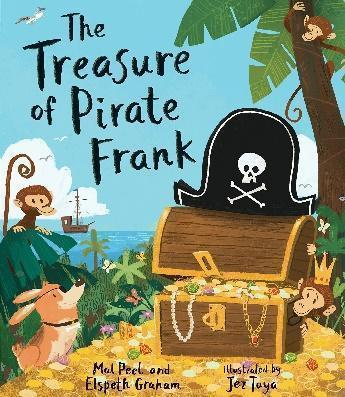 The
Treasure
of Pirate
Frank
Mal Peet and
Elspeth Graham
Illustrated by
Jez Tuya